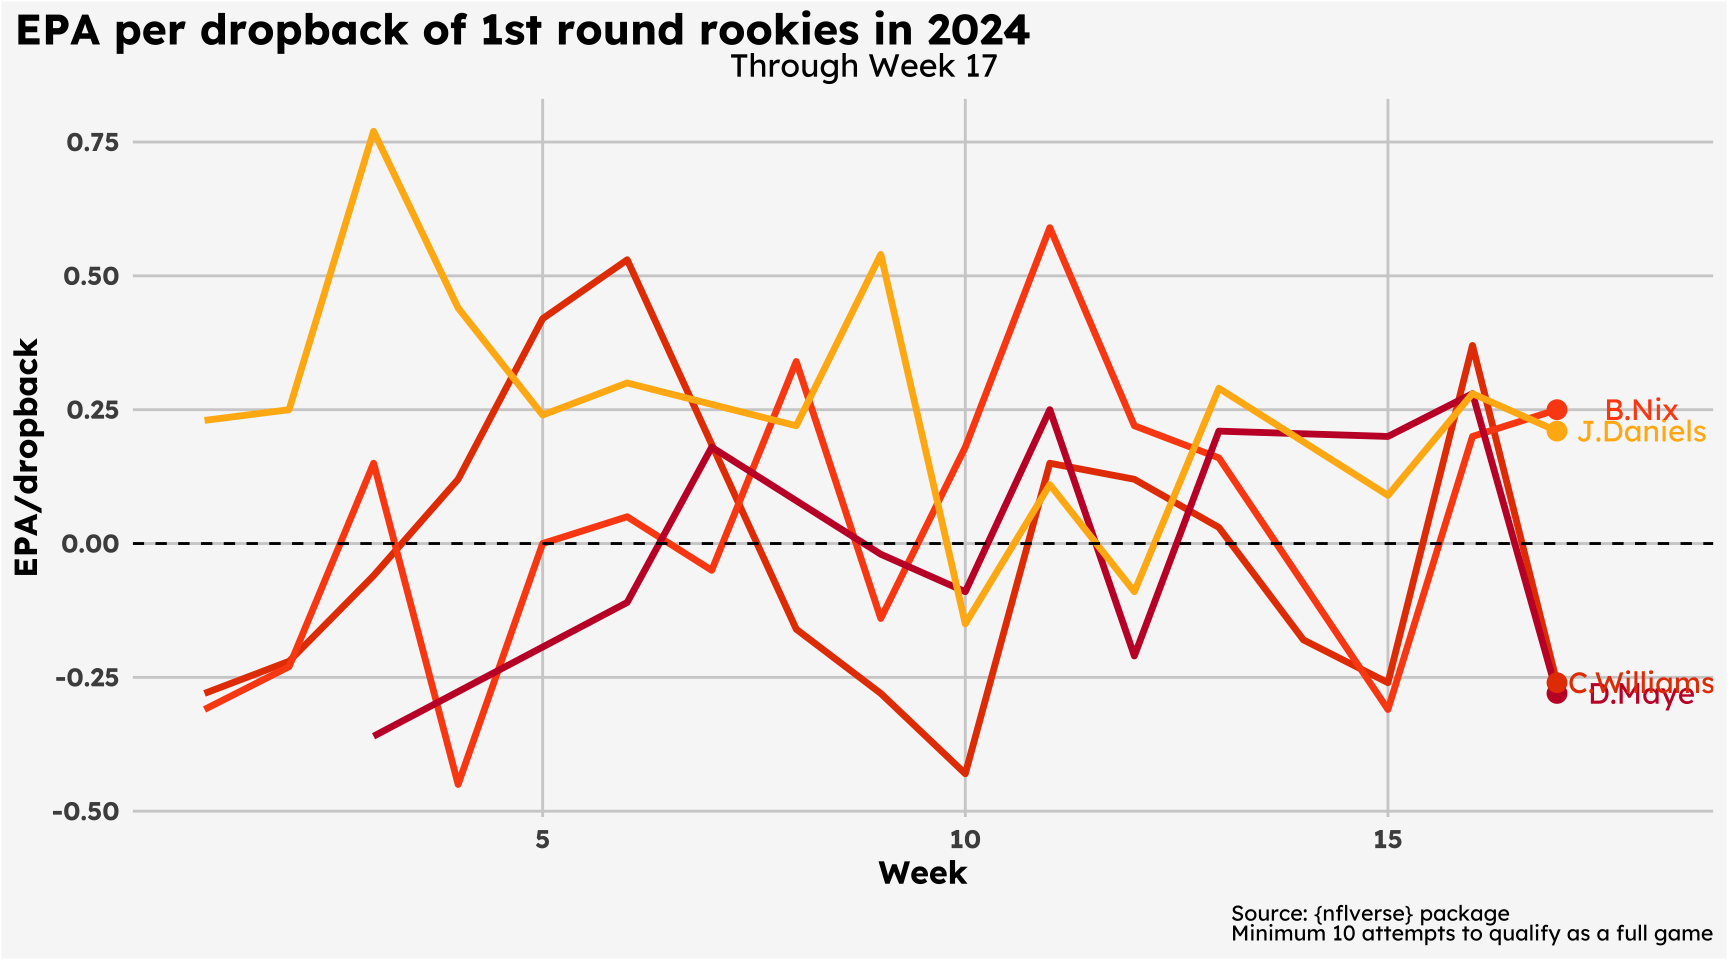 EPA per dropback of 1st round rookies in 2024
Through Week 17
EPA/dropback
0.75
0.50
0.25
0.00
-0.25
-0.50
B.Nix
J.Daniels
C.Williams
D.Maye
5 10 15
Week
Source: {nflverse} package
Minimum 10 attempts to qualify as a full game